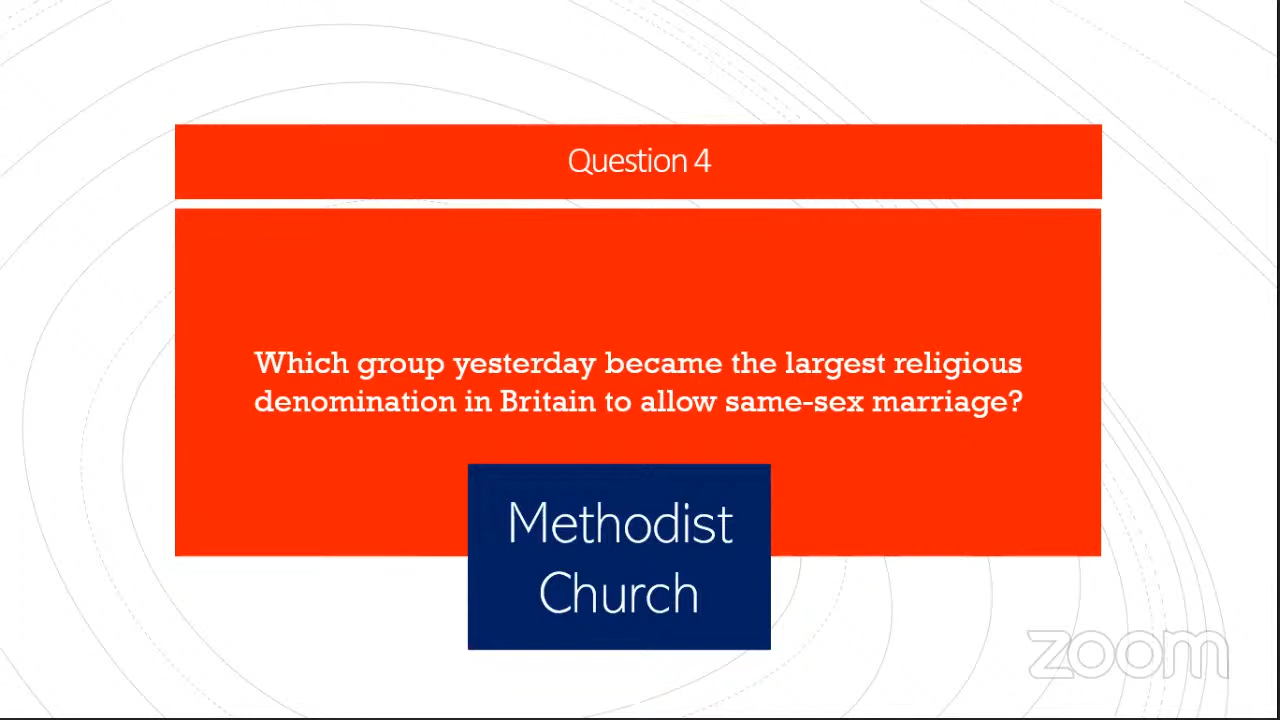 Question 4
Which group yesterday became the largest religious
denomination in Britain to allow same-sex marriage?
Methodist
Church
zoom